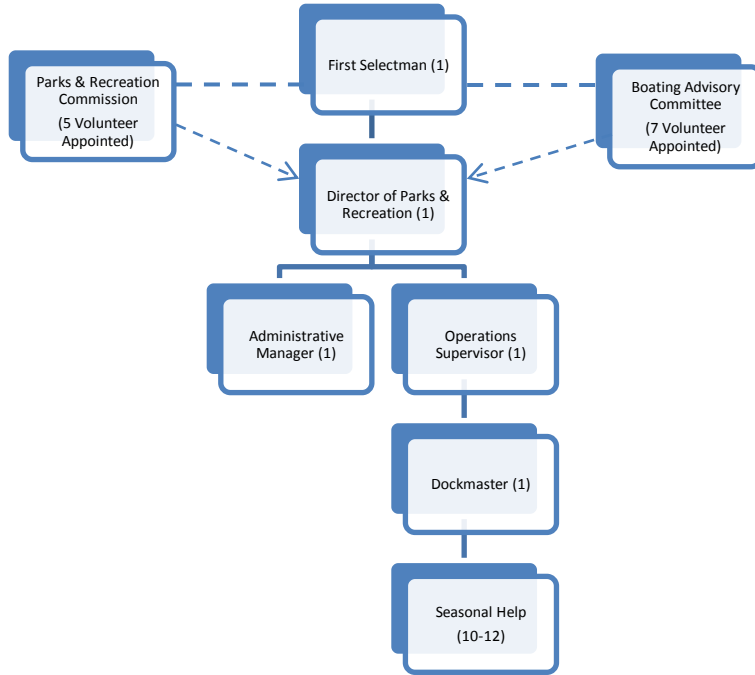 First Selectman (1)
Parks & Recreation
Commission
(5 Volunteer
Appointed)
Boating Advisory
Committee
(7 Volunteer
Appointed)
Director of Parks &
Recreation (1)
Administrative
Manager (1)
Operations
Supervisor (1)
Dockmaster (1)
Seasonal Help
(10-12)